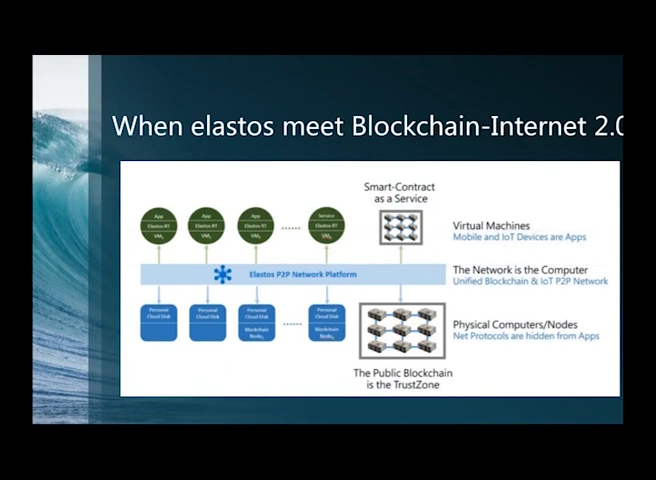 When elastos meet Blockchain-Internet 2.0
Smart-Contract
as a Service
App
Elastos RT
App
Elastos RT
App
Elastos RT
Service
Elastos RT
Virtual Machines
Mobile and IoT Devices are Apps
Elastos P2P Network Platform
The Network is the Computer
Unified Blockchain & IoT P2P Network
Personal
Cloud Disk
Personal
Cloud Disk
Personal
Cloud Disk
Blockchain
Personal
Cloud Disk
Blockchain
Physical Computers/Nodes
Net Protocols are hidden from Apps
The Public Blockchain
is the TrustZone